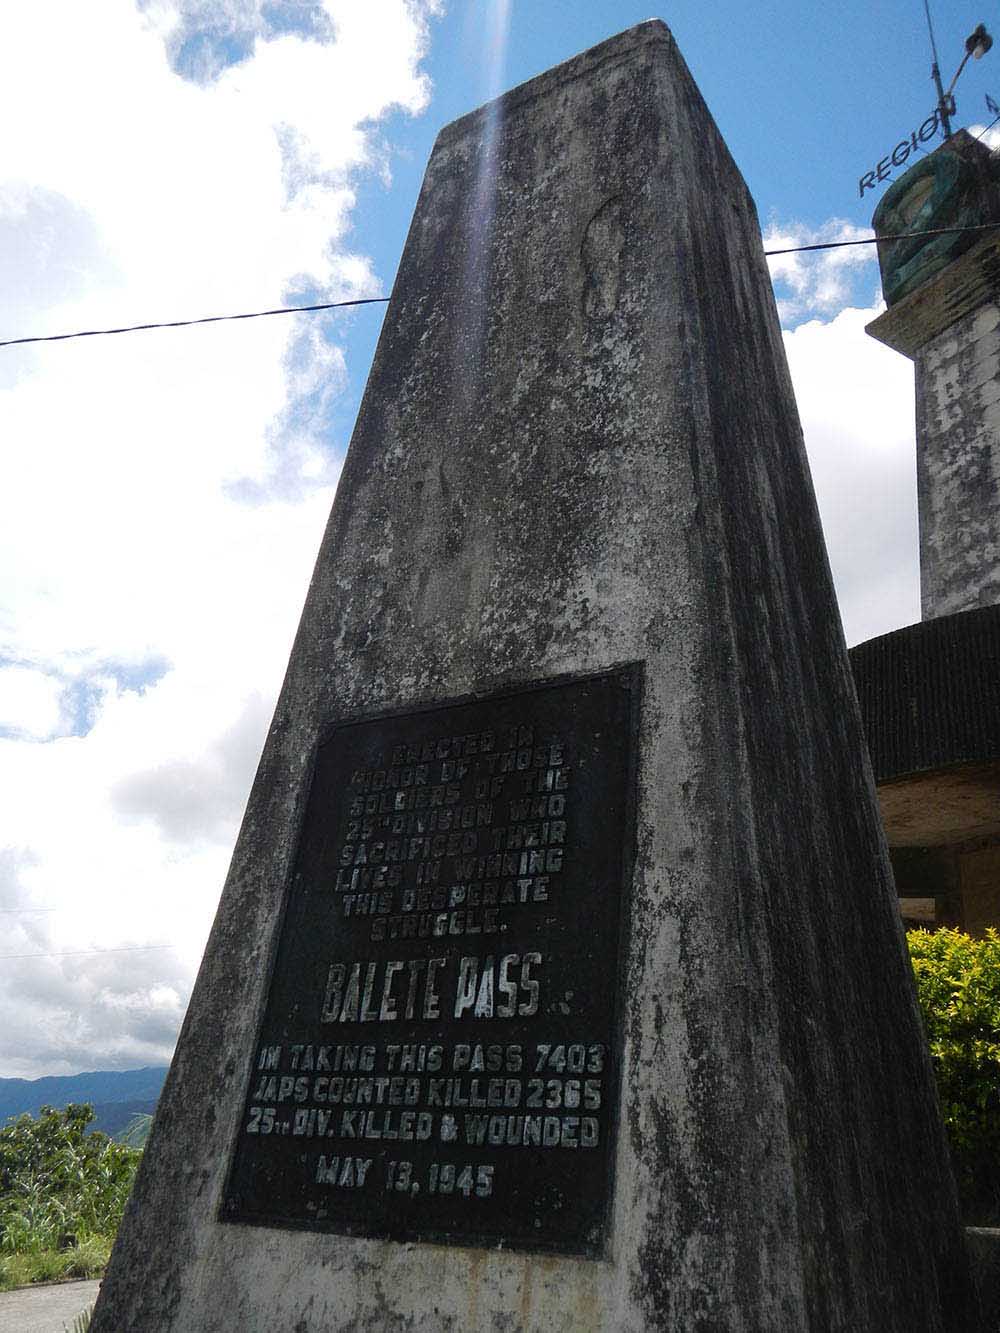 REGION
ERECTED IN
HONOR OF THOSE
SOLDIERS OF THE
25TH DIVISION WHO
SACRIFICED THEIR
LIVES IN WINNING
THIS DESPERATE
STRUGGLE.
BALETE PASS
IN TAKING THIS PASS 7403
JAPS COUNTED KILLED 2365
25TH DIV. KILLED & WOUNDED
MAY 13, 1945